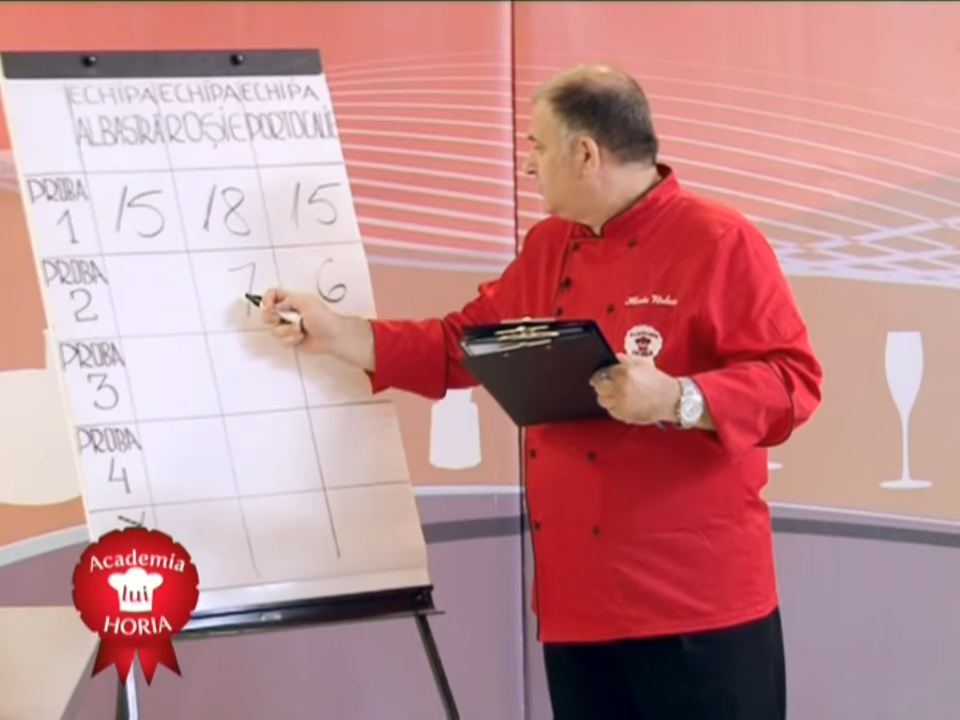 ECHIPA ECHIPA ECHIPA
ALBASTRĂ ROȘIE PORTOCALIE
PROBA
1 15 18 15
PROBA
2 7 6
PROBA
3
PROBA
4
Academia
lui
HORIA